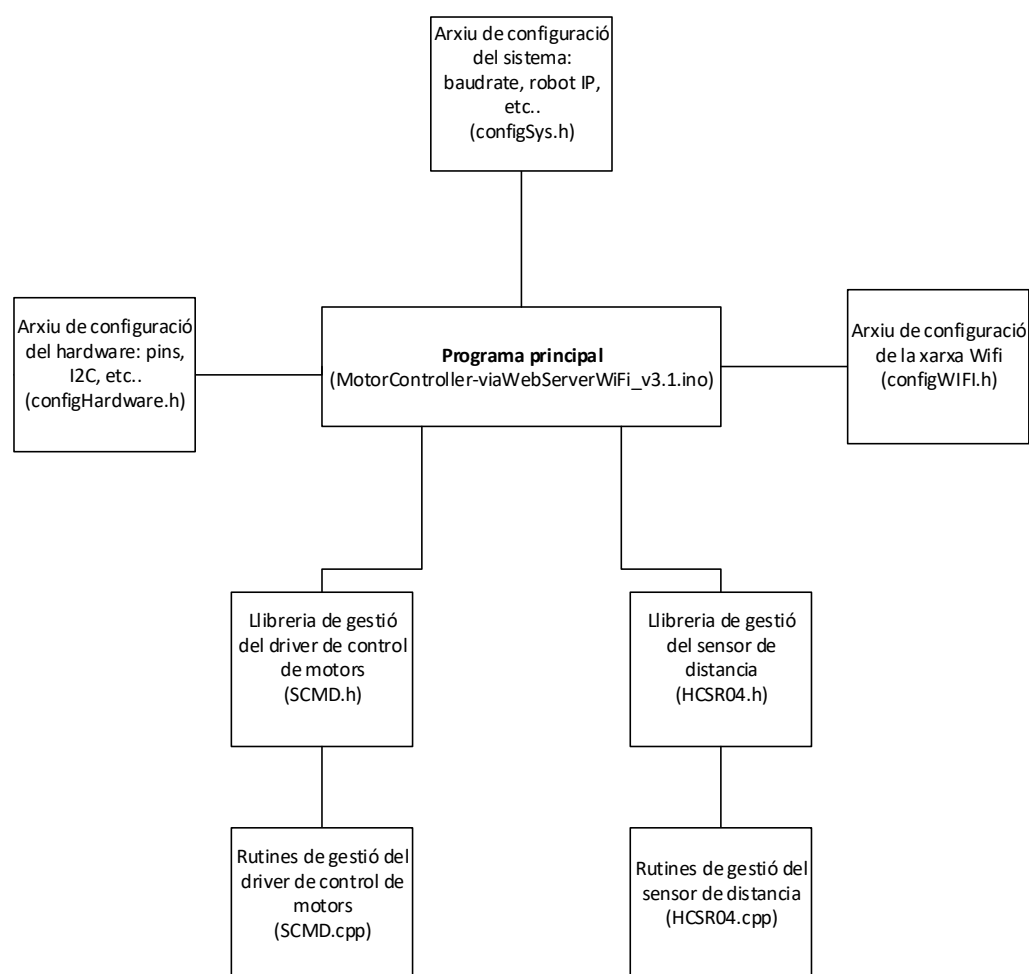 Arxiu de configuració
del sistema:
baudrate, robot IP,
etc..
(configSys.h)
Arxiu de configuració
del hardware: pins,
I2C, etc..
(configHardware.h)
Programa principal
(MotorController-viaWebServerWiFi_v3.1.ino)
Arxiu de configuració
de la xarxa Wifi
(configWIFI.h)
Llibreria de gestió
del driver de control
de motors
(SCMD.h)
Llibreria de gestió
del sensor de
distancia
(HCSR04.h)
Rutines de gestió del
driver de control de
motors
(SCMD.cpp)
Rutines de gestió del
sensor de distancia
(HCSR04.cpp)